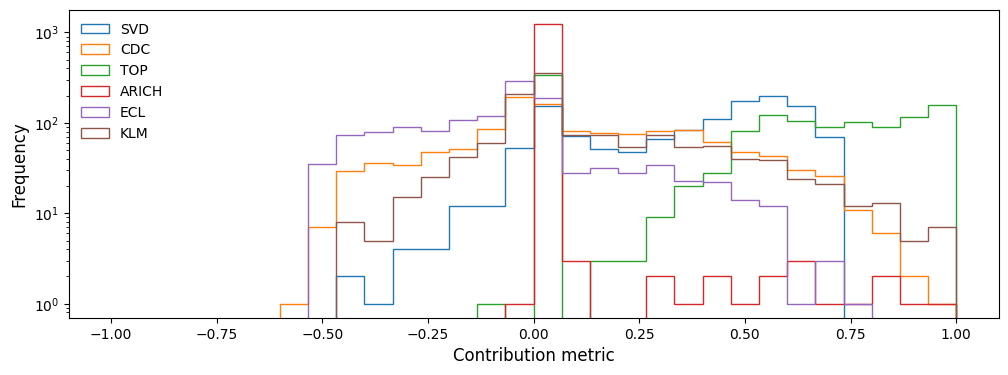 SVD
CDC
TOP
ARICH
ECL
KLM
Frequency
10³
10²
10¹
10⁰
−1.00 −0.75 −0.50 −0.25 0.00 0.25 0.50 0.75 1.00
Contribution metric